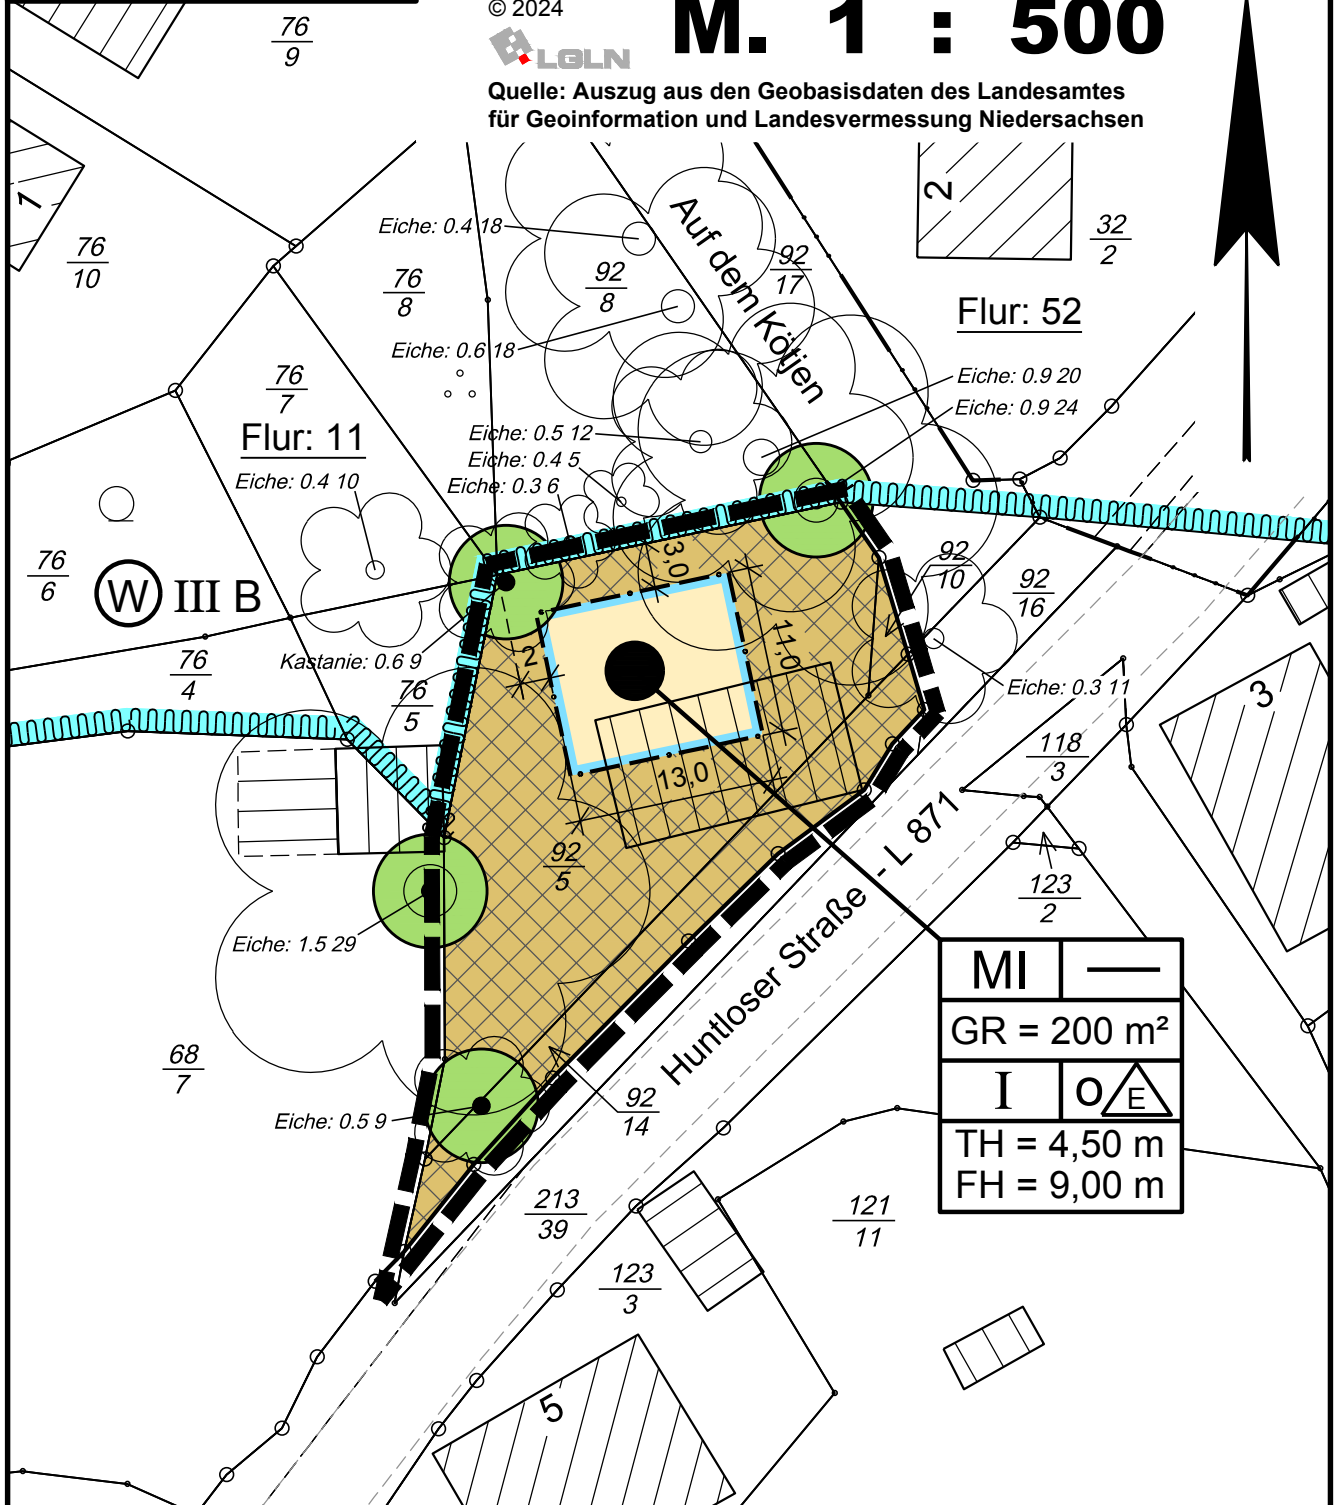 © 2024
M. 1 : 500
LGLN
Quelle: Auszug aus den Geobasisdaten des Landesamtes
für Geoinformation und Landesvermessung Niedersachsen
76
9
1
76
10
Eiche: 0.4 18
76
8
92
8
Auf dem Kötjen
92
17
2
32
2
Flur: 52
Eiche: 0.6 18
76
7
Flur: 11
Eiche: 0.4 10
Eiche: 0.9 20
Eiche: 0.9 24
Eiche: 0.5 12
Eiche: 0.4 5
Eiche: 0.3 6
76
6
W III B
3,0
92
10
92
16
76
4
Kastanie: 0.6 9
76
5
2
11,0
Eiche: 0.3 11
3
118
3
13,0
92
5
123
2
Eiche: 1.5 29
Huntloser Straße - L 871
MI
GR = 200 m²
I
o E
TH = 4,50 m
FH = 9,00 m
68
7
Eiche: 0.5 9
92
14
213
39
121
11
123
3
5